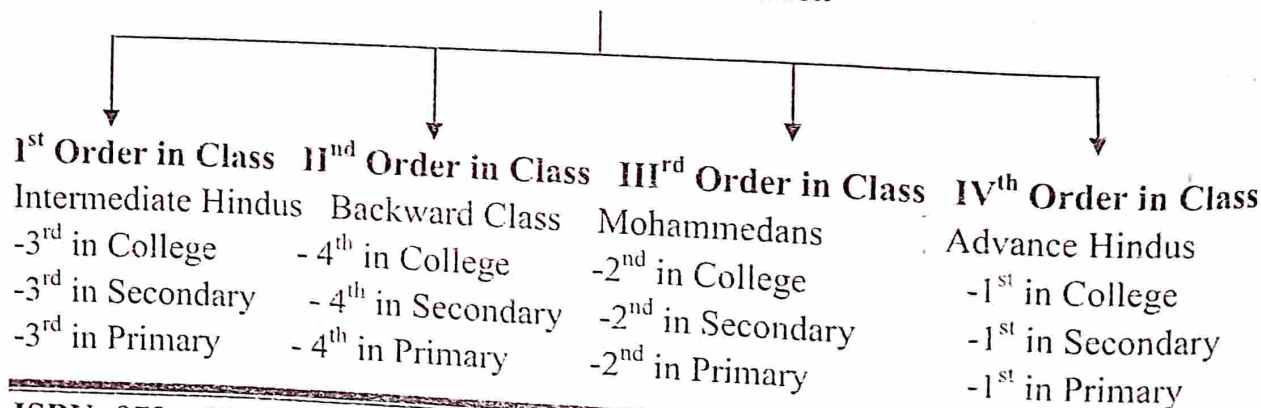 Iˢᵗ Order in Class IIⁿᵈ Order in Class IIIʳᵈ Order in Class IVᵗʰ Order in Class
Intermediate Hindus Backward Class Mohammedans Advance Hindus
-3ʳᵈ in College - 4ᵗʰ in College -2ⁿᵈ in College -1ˢᵗ in College
-3ʳᵈ in Secondary - 4ᵗʰ in Secondary -2ⁿᵈ in Secondary -1ˢᵗ in Secondary
-3ʳᵈ in Primary - 4ᵗʰ in Primary -2ⁿᵈ in Primary -1ˢᵗ in Primary